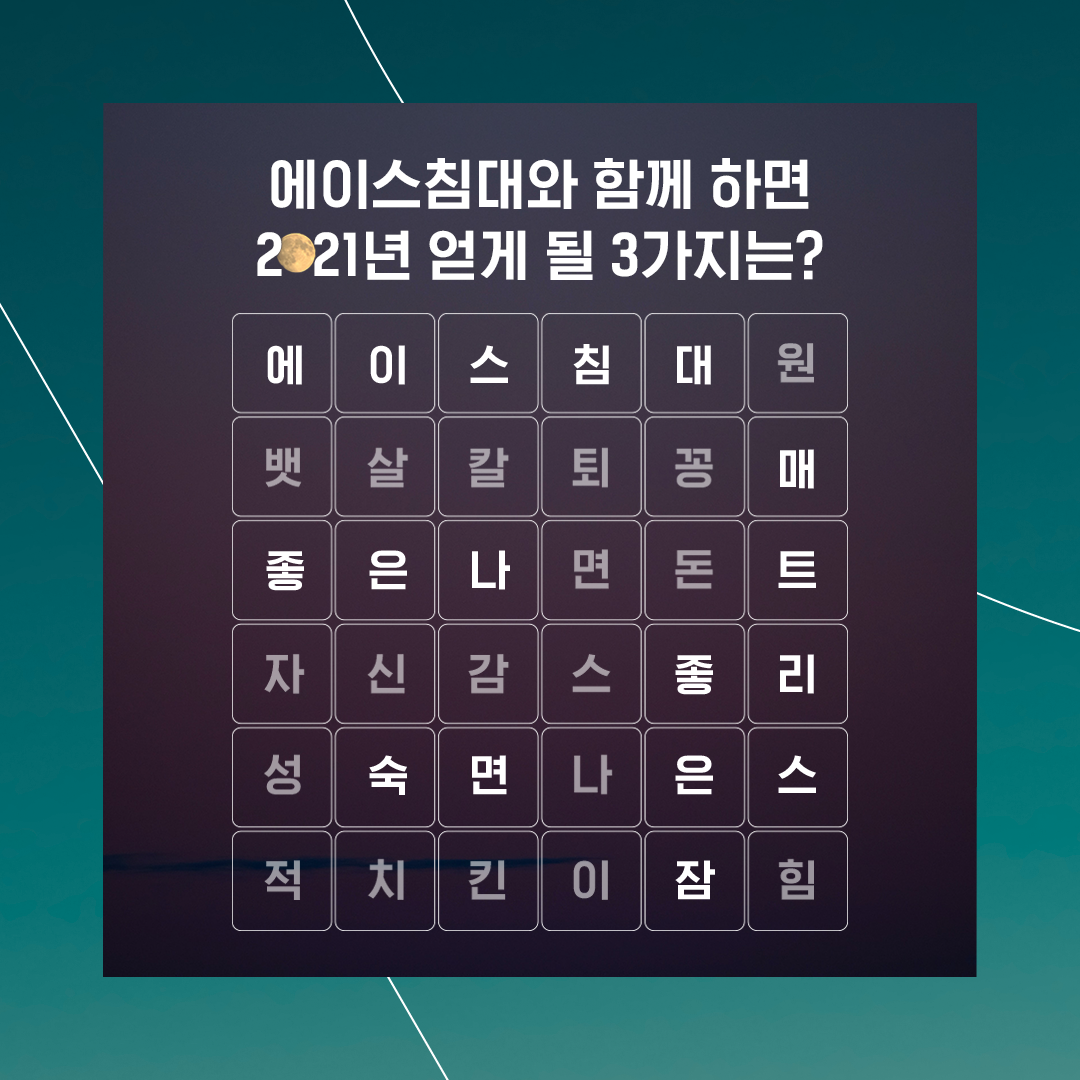 에이스침대와 함께 하면
2021년 얻게 될 3가지는?
에 이 스 침 대 원
뱃 살 칼 퇴 꽁 매
좋 은 나 면 돈 트
자 신 감 스 좋 리
성 숙 면 나 은 스
적 치 킨 이 잠 힘